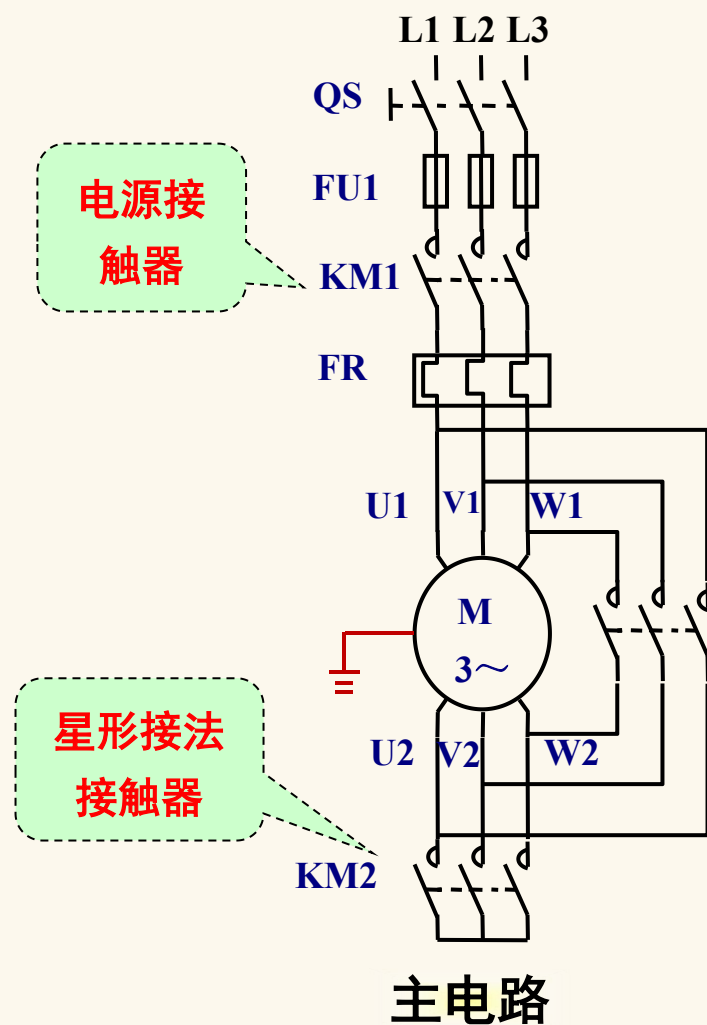 L1 L2 L3
QS
电源接
触器
FU1
KM1
FR
U1 V1 W1
M
3～
星形接法
接触器
U2 V2 W2
KM2
主电路